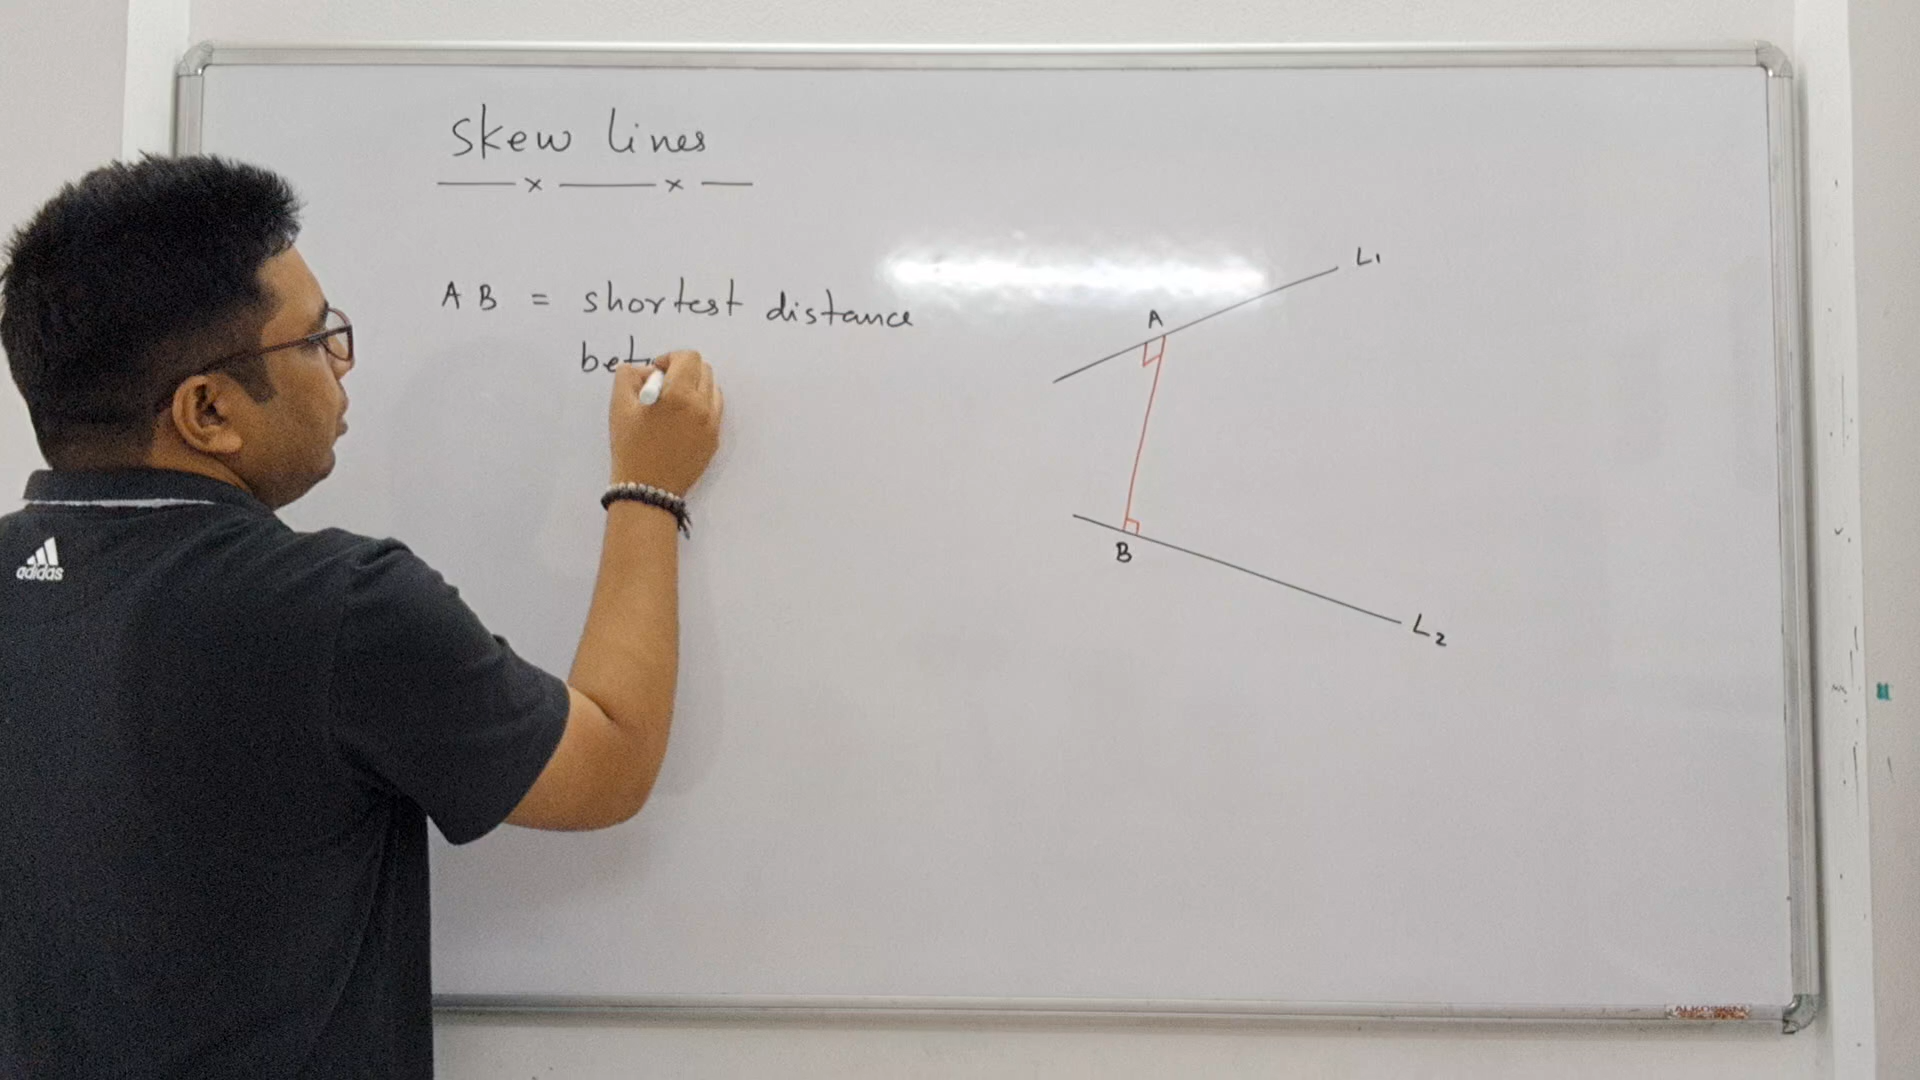 Skew lines
AB = shortest distance
L₁
A
B
L₂
adidas